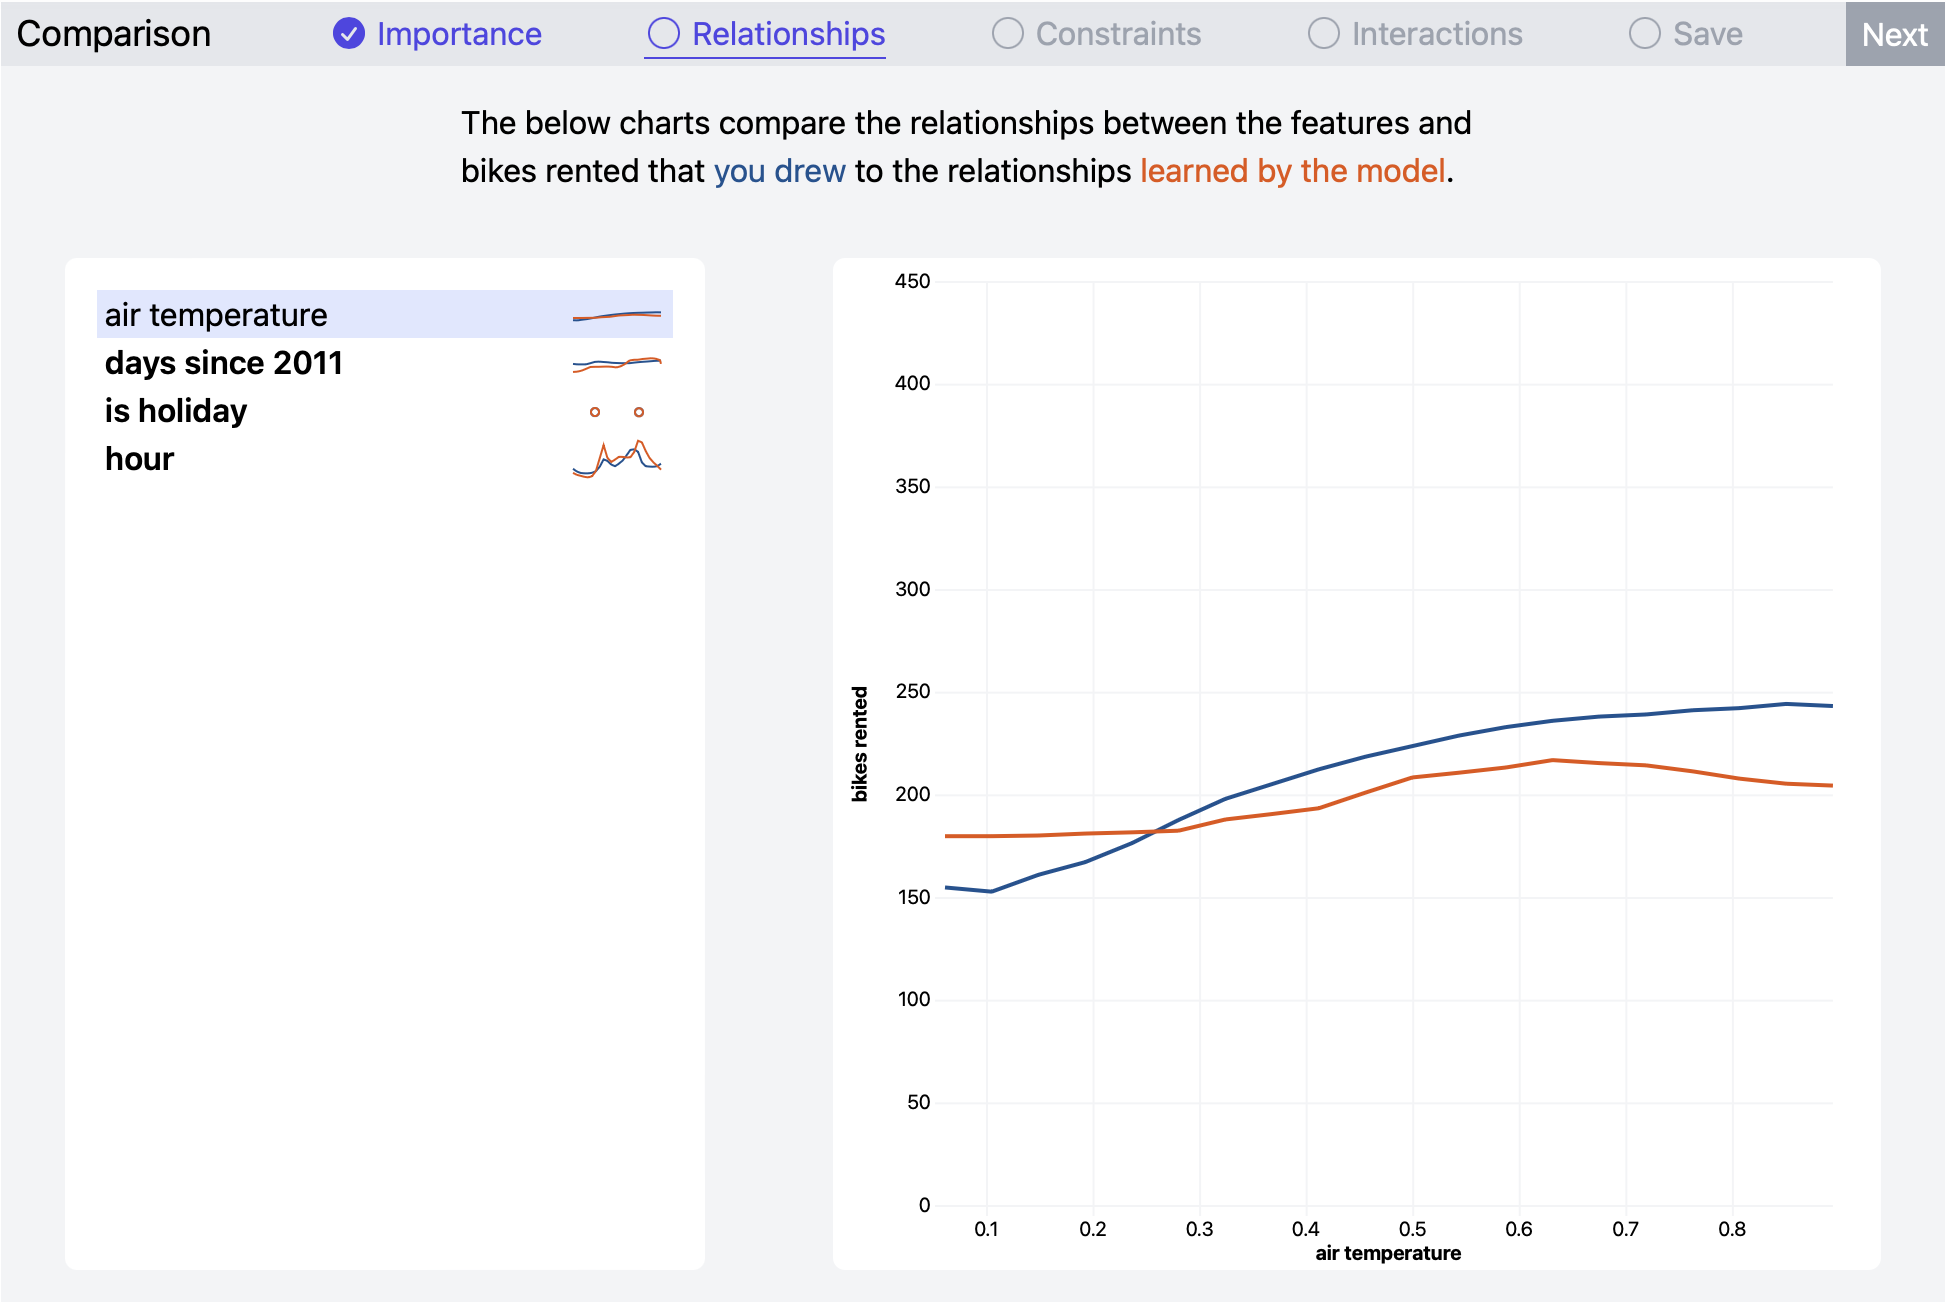 Comparison
Importance
Relationships
Constraints
Interactions
Save
Next
The below charts compare the relationships between the features and
bikes rented that you drew to the relationships learned by the model.
air temperature
days since 2011
is holiday
hour
450
400
350
300
250
200
150
100
50
0
bikes rented
0.1 0.2 0.3 0.4 0.5 0.6 0.7 0.8
air temperature